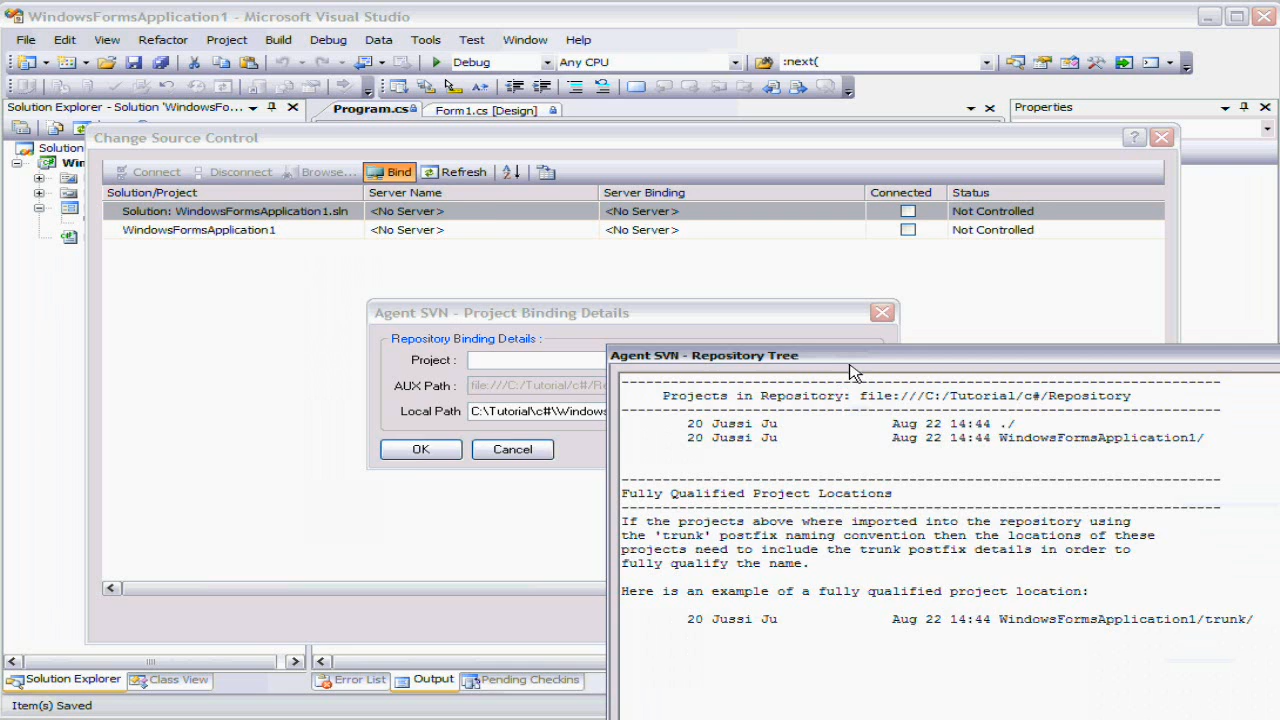 WindowsFormsApplication1 - Microsoft Visual Studio
File Edit View Refactor Project Build Debug Data Tools Test Window Help
Debug Any CPU :next(
Solution Explorer - Solution 'WindowsFo...
Program.cs Form1.cs [Design]
Properties
Solution
Win
Change Source Control
Connect Disconnect Browse... Bind Refresh
Solution/Project Server Name Server Binding Connected Status
Solution: WindowsFormsApplication1.sln <No Server> <No Server> Not Controlled
WindowsFormsApplication1 <No Server> <No Server> Not Controlled
Agent SVN - Project Binding Details
Repository Binding Details :
Project :
AUX Path : file:///C:/Tutorial/c#/Re
Local Path C:\Tutorial\c#\Windows
OK Cancel
Agent SVN - Repository Tree
-----------------------------------------------------------------------
Projects in Repository: file:///C:/Tutorial/c#/Repository
-----------------------------------------------------------------------
20 Jussi Ju Aug 22 14:44 ./
20 Jussi Ju Aug 22 14:44 WindowsFormsApplication1/
-----------------------------------------------------------------------
Fully Qualified Project Locations
-----------------------------------------------------------------------
If the projects above where imported into the repository using
the 'trunk' postfix naming convention then the locations of these
projects need to include the trunk postfix details in order to
fully qualify the name.
Here is an example of a fully qualified project location:
20 Jussi Ju Aug 22 14:44 WindowsFormsApplication1/trunk/
Solution Explorer Class View
Error List Output Pending Checkins
Item(s) Saved